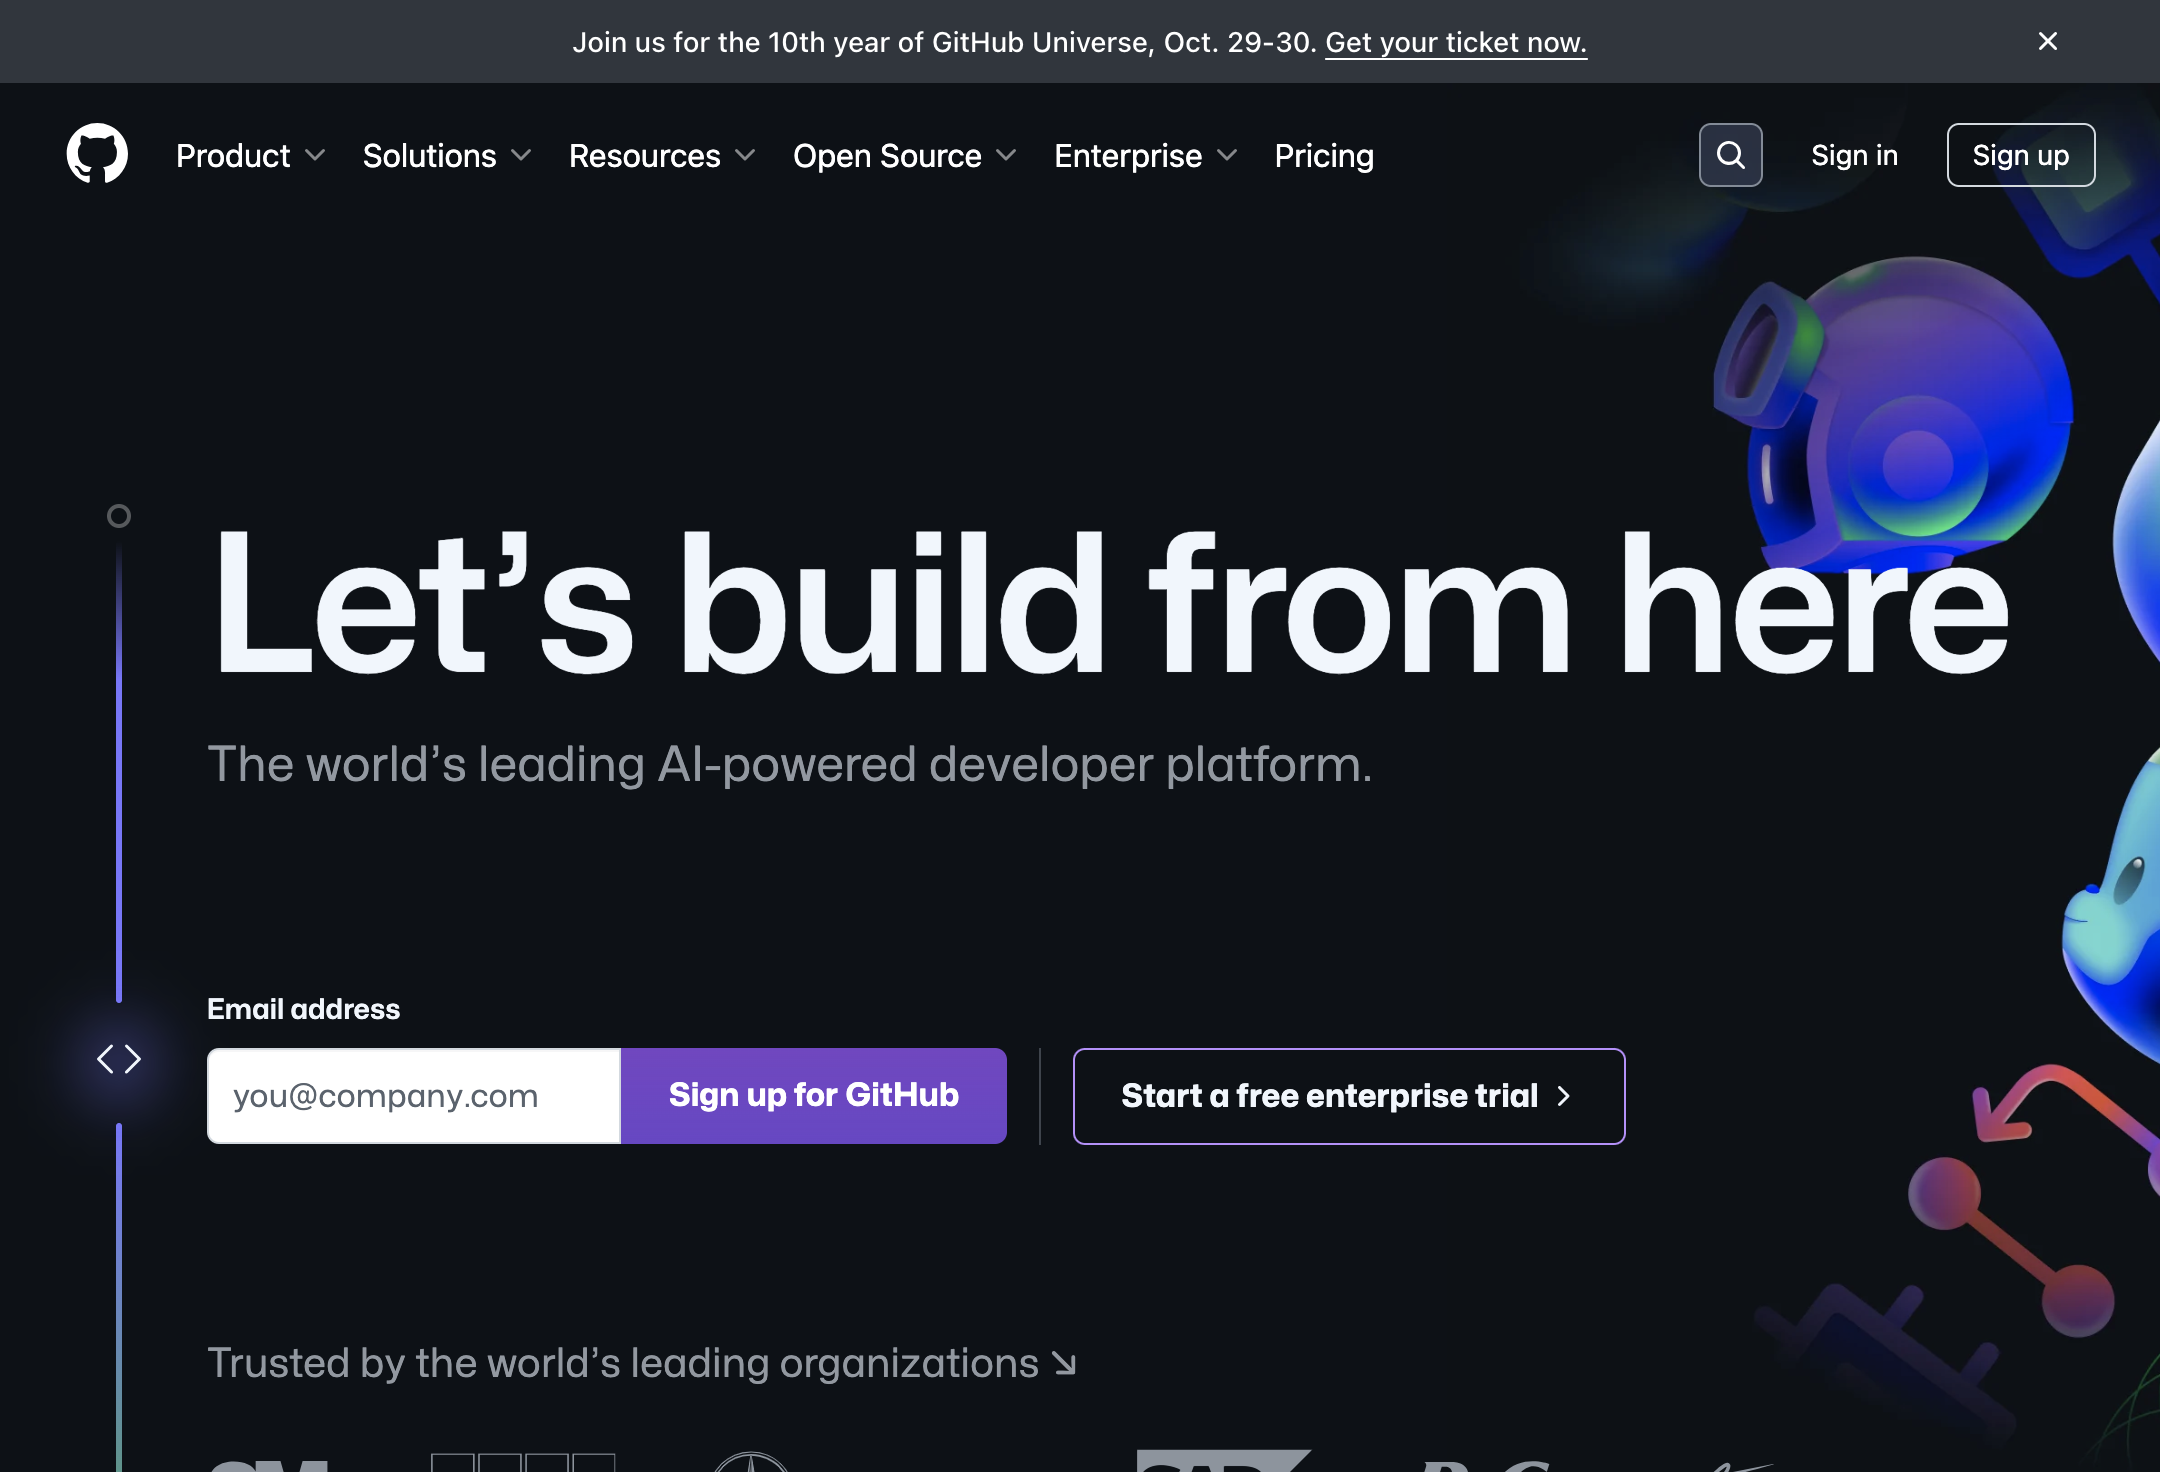 Join us for the 10th year of GitHub Universe, Oct. 29-30. Get your ticket now.
Product Solutions Resources Open Source Enterprise Pricing Sign in Sign up
Let’s build from here
The world’s leading AI-powered developer platform.
Email address
you@company.com Sign up for GitHub Start a free enterprise trial
Trusted by the world’s leading organizations